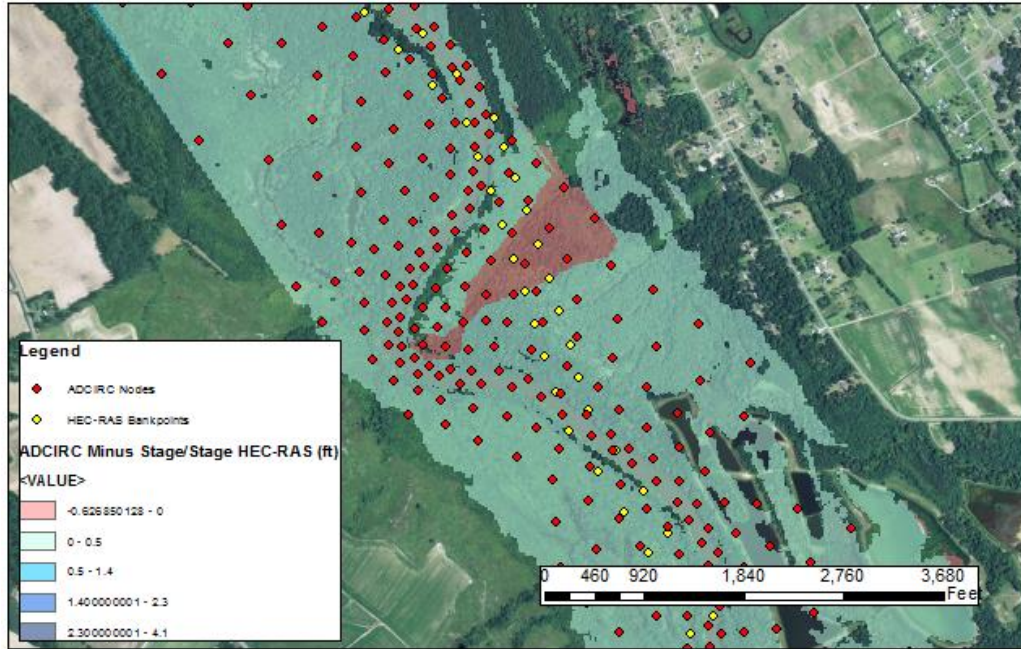 Legend
ADCIRC Nodes
HEC-RAS Bankpoints
ADCIRC Minus Stage/Stage HEC-RAS (ft)
<VALUE>
-0.626850128 - 0
0 - 0.5
0.5 - 1.4
1.400000001 - 2.3
2.300000001 - 4.1
0 460 920 1,840 2,760 3,680
Feet